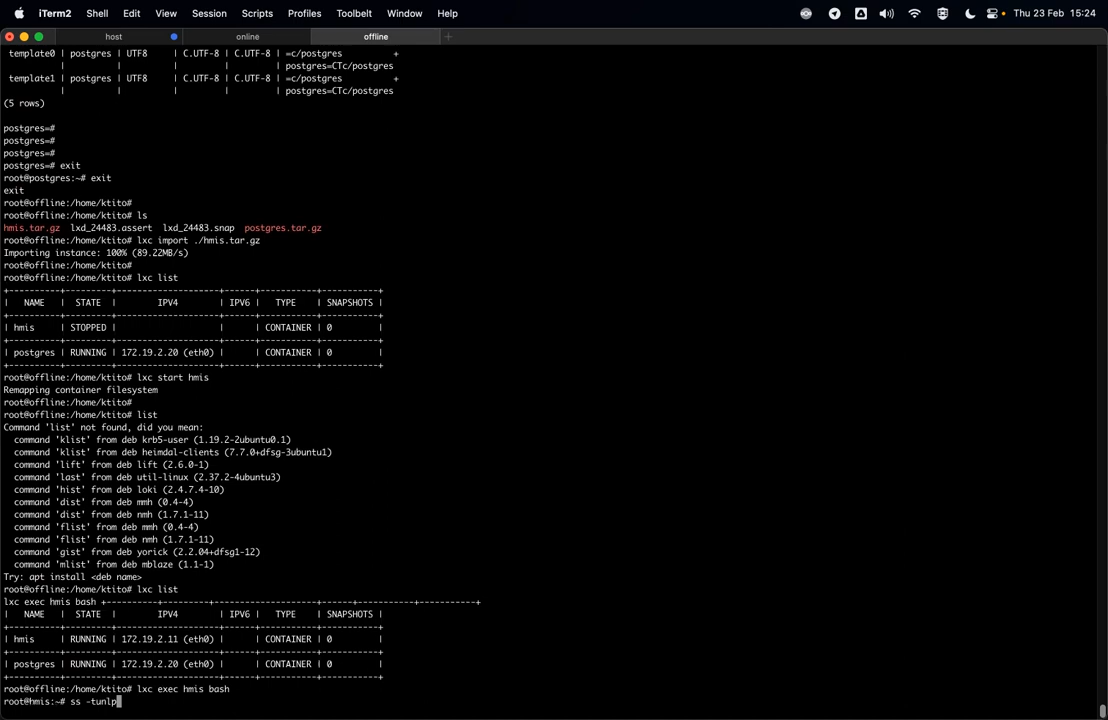 iTerm2 Shell Edit View Session Scripts Profiles Toolbelt Window Help Thu 23 Feb 15:24
host online offline +
template0 | postgres | UTF8 | C.UTF-8 | C.UTF-8 | =c/postgres +
| | | | | postgres=CTc/postgres
template1 | postgres | UTF8 | C.UTF-8 | C.UTF-8 | =c/postgres +
| | | | | postgres=CTc/postgres
(5 rows)
postgres=#
postgres=#
postgres=#
postgres=# exit
root@postgres:~# exit
exit
root@offline:/home/ktito#
root@offline:/home/ktito# ls
hmis.tar.gz lxd_24483.assert lxd_24483.snap postgres.tar.gz
root@offline:/home/ktito# lxc import ./hmis.tar.gz
Importing instance: 100% (89.22MB/s)
root@offline:/home/ktito#
root@offline:/home/ktito# lxc list
+----------+---------+--------------------+------+-----------+-----------+
| NAME | STATE | IPV4 | IPV6 | TYPE | SNAPSHOTS |
+----------+---------+--------------------+------+-----------+-----------+
| hmis | STOPPED | | | CONTAINER | 0 |
+----------+---------+--------------------+------+-----------+-----------+
| postgres | RUNNING | 172.19.2.20 (eth0) | | CONTAINER | 0 |
+----------+---------+--------------------+------+-----------+-----------+
root@offline:/home/ktito# lxc start hmis
Remapping container filesystem
root@offline:/home/ktito#
root@offline:/home/ktito# list
Command 'list' not found, did you mean:
command 'klist' from deb krb5-user (1.19.2-2ubuntu0.1)
command 'klist' from deb heimdal-clients (7.7.0+dfsg-3ubuntu1)
command 'lift' from deb lift (2.6.0-1)
command 'last' from deb util-linux (2.37.2-4ubuntu3)
command 'hist' from deb loki (2.4.7.4-10)
command 'dist' from deb mmh (0.4-4)
command 'dist' from deb nmh (1.7.1-11)
command 'flist' from deb mmh (0.4-4)
command 'flist' from deb nmh (1.7.1-11)
command 'gist' from deb yorick (2.2.04+dfsg1-12)
command 'mlist' from deb mblaze (1.1-1)
Try: apt install <deb name>
root@offline:/home/ktito# lxc list
lxc exec hmis bash +----------+---------+--------------------+------+-----------+-----------+
| NAME | STATE | IPV4 | IPV6 | TYPE | SNAPSHOTS |
+----------+---------+--------------------+------+-----------+-----------+
| hmis | RUNNING | 172.19.2.11 (eth0) | | CONTAINER | 0 |
+----------+---------+--------------------+------+-----------+-----------+
| postgres | RUNNING | 172.19.2.20 (eth0) | | CONTAINER | 0 |
+----------+---------+--------------------+------+-----------+-----------+
root@offline:/home/ktito# lxc exec hmis bash
root@hmis:~# ss -tunlp